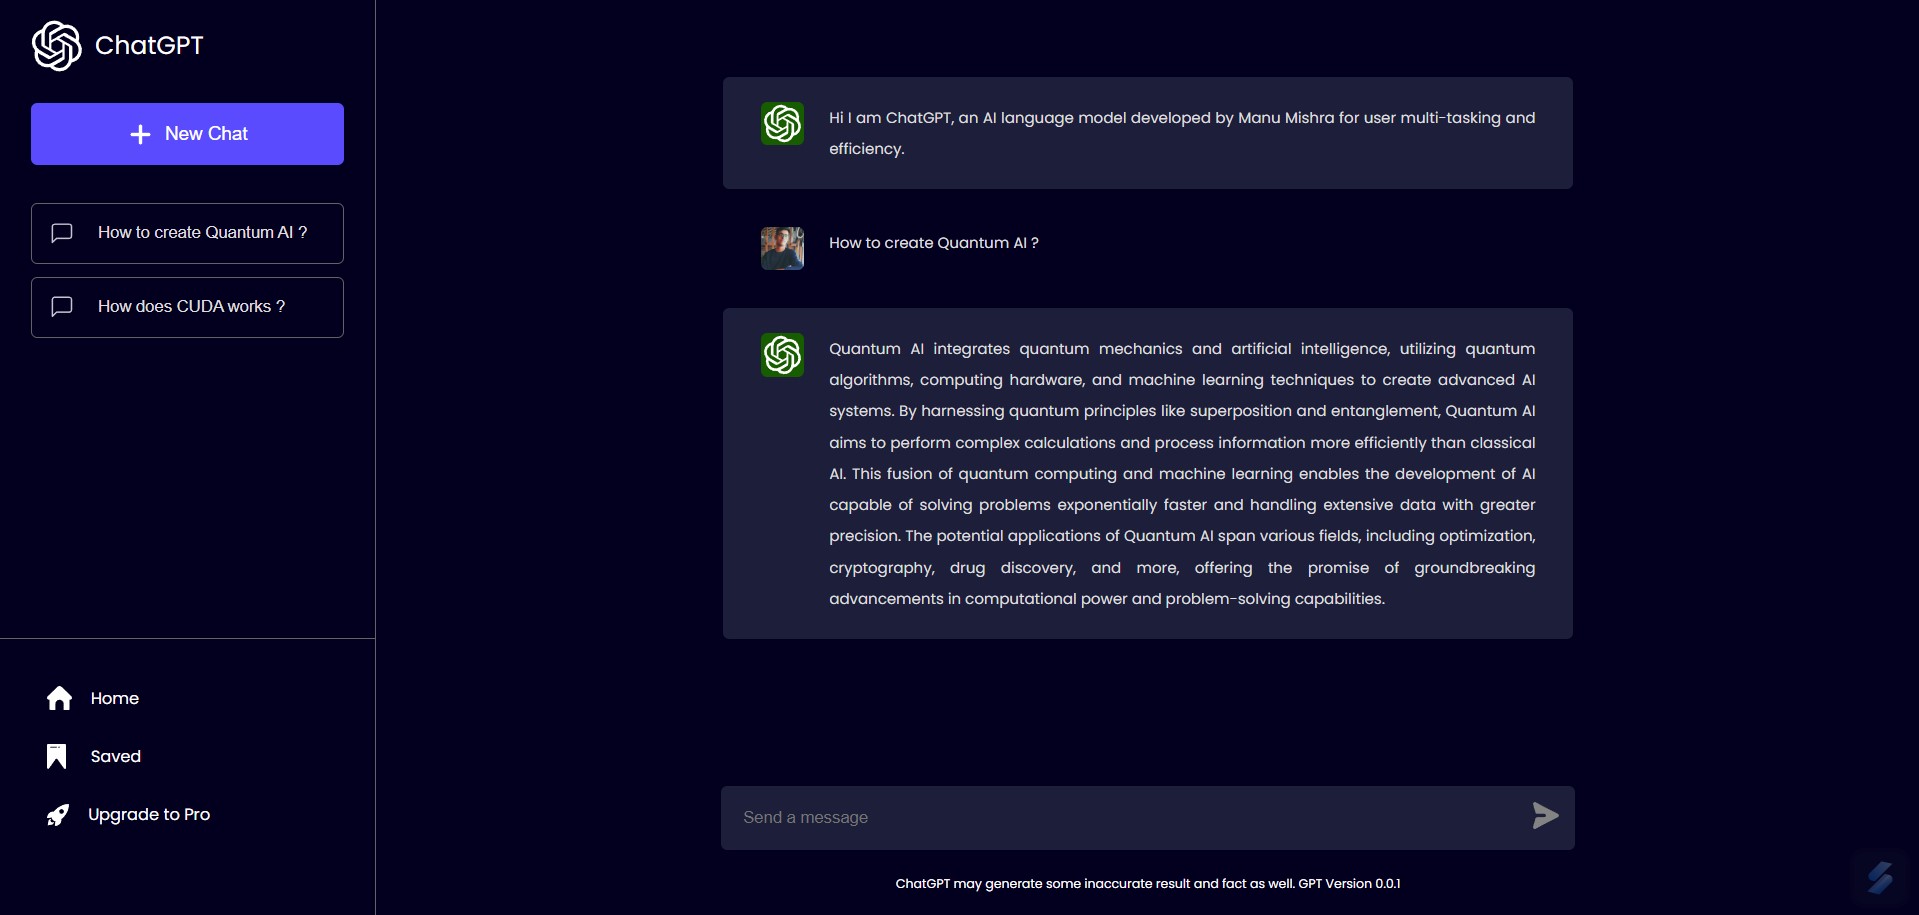 ChatGPT
New Chat
How to create Quantum AI ?
How does CUDA works ?
Home
Saved
Upgrade to Pro
Hi I am ChatGPT, an AI language model developed by Manu Mishra for user multi-tasking and
efficiency.
How to create Quantum AI ?
Quantum AI integrates quantum mechanics and artificial intelligence, utilizing quantum
algorithms, computing hardware, and machine learning techniques to create advanced AI
systems. By harnessing quantum principles like superposition and entanglement, Quantum AI
aims to perform complex calculations and process information more efficiently than classical
AI. This fusion of quantum computing and machine learning enables the development of AI
capable of solving problems exponentially faster and handling extensive data with greater
precision. The potential applications of Quantum AI span various fields, including optimization,
cryptography, drug discovery, and more, offering the promise of groundbreaking
advancements in computational power and problem-solving capabilities.
Send a message
ChatGPT may generate some inaccurate result and fact as well. GPT Version 0.0.1